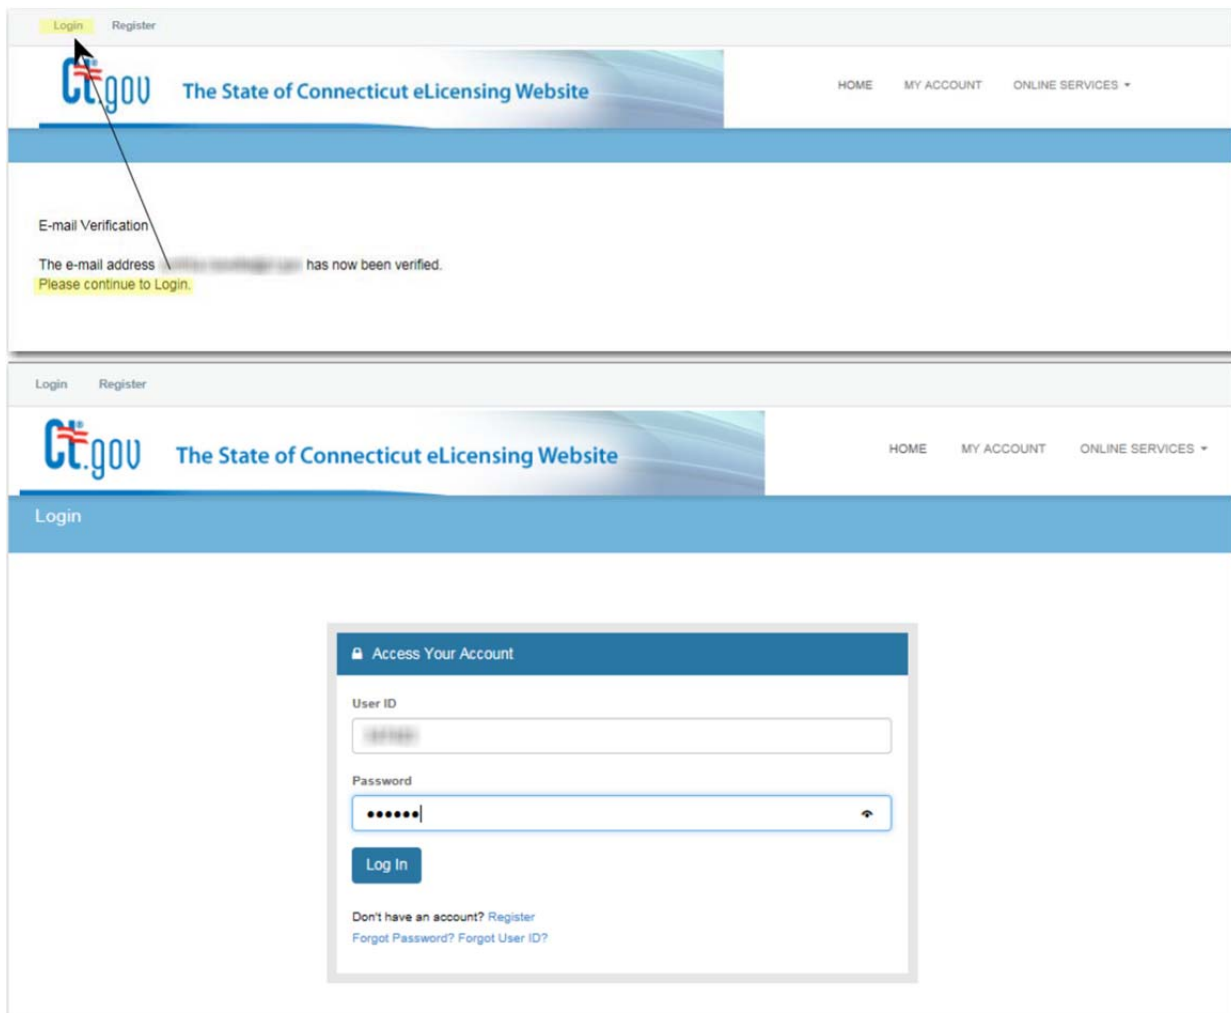 Login Register
Ct.gov The State of Connecticut eLicensing Website HOME MY ACCOUNT ONLINE SERVICES
E-mail Verification
The e-mail address has now been verified.
Please continue to Login.
Login Register
Ct.gov The State of Connecticut eLicensing Website HOME MY ACCOUNT ONLINE SERVICES
Login
Access Your Account
User ID
Password
Log In
Don't have an account? Register
Forgot Password? Forgot User ID?